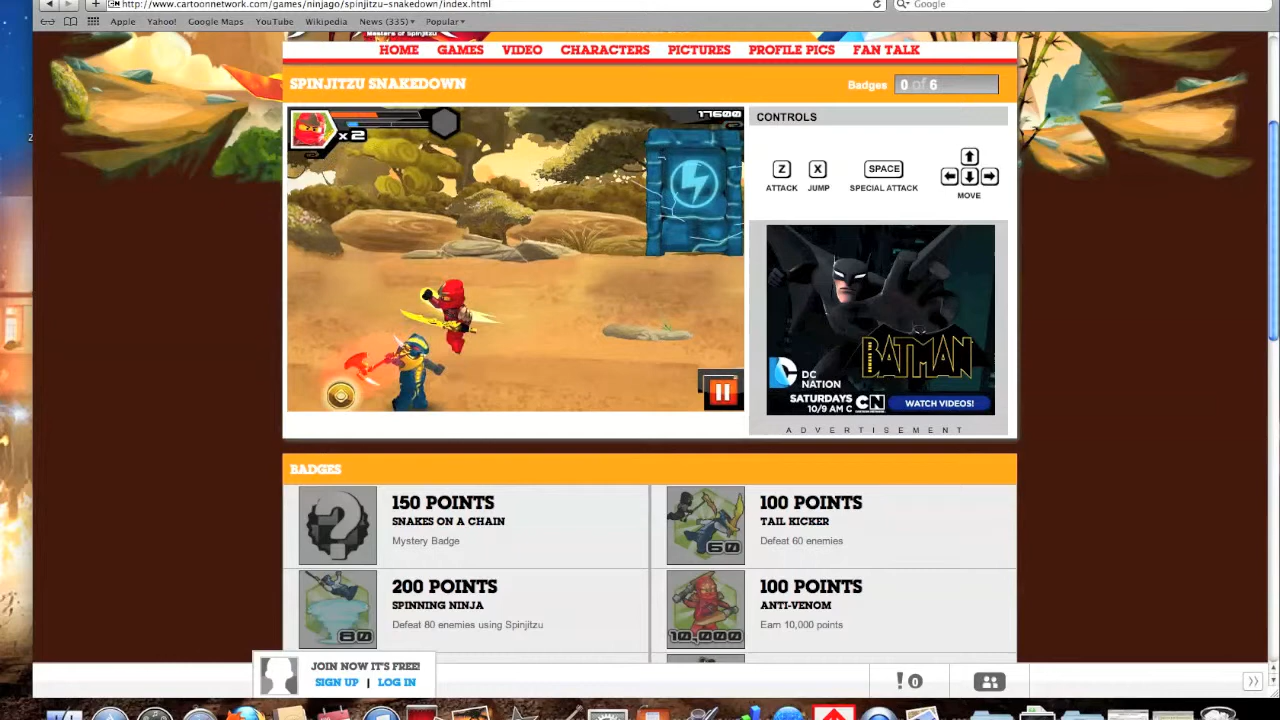 http://www.cartoonnetwork.com/games/ninjago/spinjitzu-snakedown/index.html
Google
Apple Yahoo! Google Maps YouTube Wikipedia News (335) Popular
Masters of Spinjitzu
HOME GAMES VIDEO CHARACTERS PICTURES PROFILE PICS FAN TALK
SPINJITZU SNAKEDOWN
Badges 0 of 6
x2
17600
CONTROLS
Z X SPACE
ATTACK JUMP SPECIAL ATTACK MOVE
BATMAN
DC NATION
SATURDAYS
10/9 AM C CN
WATCH VIDEOS!
ADVERTISEMENT
BADGES
150 POINTS
SNAKES ON A CHAIN
Mystery Badge
?
100 POINTS
TAIL KICKER
Defeat 60 enemies
60
200 POINTS
SPINNING NINJA
Defeat 80 enemies using Spinjitzu
80
100 POINTS
ANTI-VENOM
Earn 10,000 points
10,000
JOIN NOW IT'S FREE!
SIGN UP | LOG IN
! 0